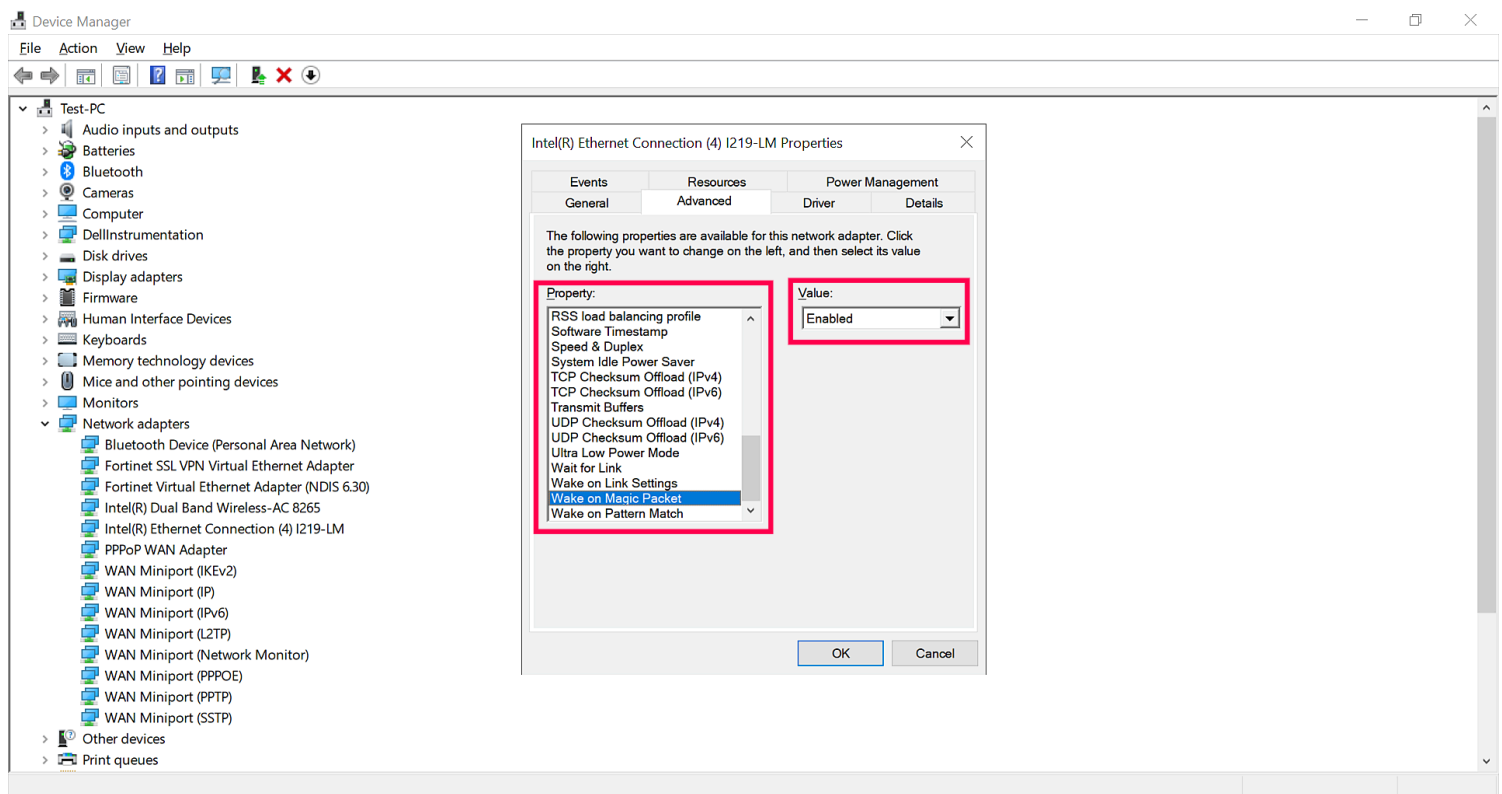 Device Manager
File Action View Help
Test-PC
Audio inputs and outputs
Batteries
Bluetooth
Cameras
Computer
DellInstrumentation
Disk drives
Display adapters
Firmware
Human Interface Devices
Keyboards
Memory technology devices
Mice and other pointing devices
Monitors
Network adapters
Bluetooth Device (Personal Area Network)
Fortinet SSL VPN Virtual Ethernet Adapter
Fortinet Virtual Ethernet Adapter (NDIS 6.30)
Intel(R) Dual Band Wireless-AC 8265
Intel(R) Ethernet Connection (4) I219-LM
PPPoP WAN Adapter
WAN Miniport (IKEv2)
WAN Miniport (IP)
WAN Miniport (IPv6)
WAN Miniport (L2TP)
WAN Miniport (Network Monitor)
WAN Miniport (PPPOE)
WAN Miniport (PPTP)
WAN Miniport (SSTP)
Other devices
Print queues
Intel(R) Ethernet Connection (4) I219-LM Properties
Events Resources Power Management
General Advanced Driver Details
The following properties are available for this network adapter. Click
the property you want to change on the left, and then select its value
on the right.
Property:
RSS load balancing profile
Software Timestamp
Speed & Duplex
System Idle Power Saver
TCP Checksum Offload (IPv4)
TCP Checksum Offload (IPv6)
Transmit Buffers
UDP Checksum Offload (IPv4)
UDP Checksum Offload (IPv6)
Ultra Low Power Mode
Wait for Link
Wake on Link Settings
Wake on Magic Packet
Wake on Pattern Match
Value:
Enabled
OK Cancel